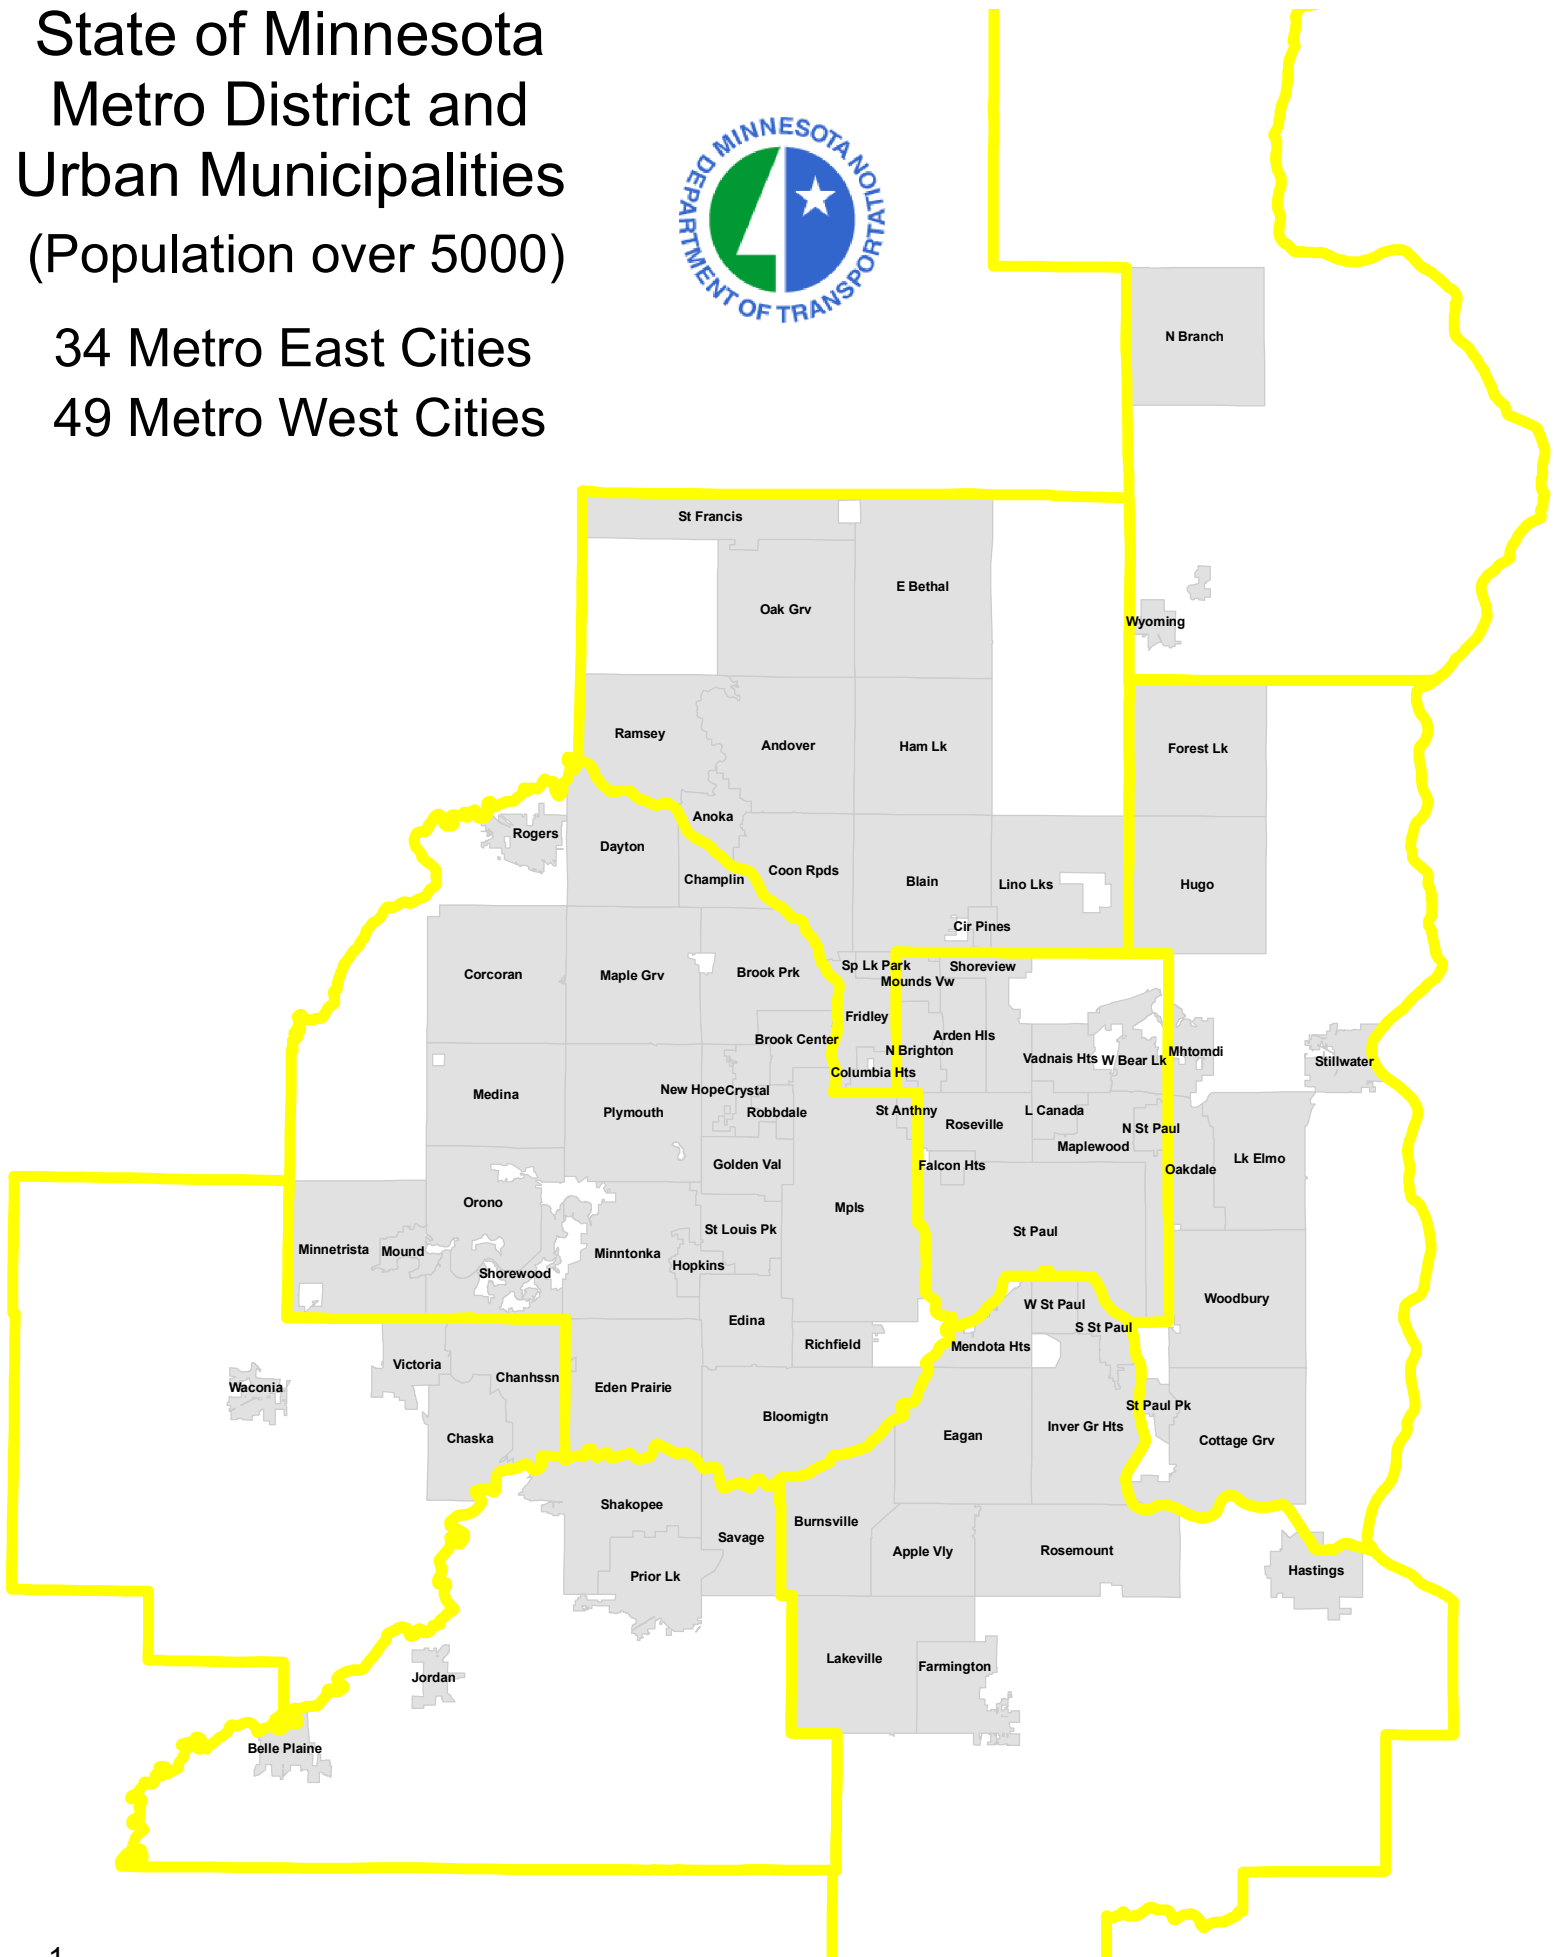 State of Minnesota
Metro District and
Urban Municipalities
(Population over 5000)
34 Metro East Cities
49 Metro West Cities
MINNESOTA
DEPARTMENT OF TRANSPORTATION
N Branch
St Francis
E Bethal
Oak Grv
Wyoming
Ramsey
Andover
Ham Lk
Forest Lk
Anoka
Rogers
Dayton
Coon Rpds
Champlin
Blain
Lino Lks
Hugo
Cir Pines
Corcoran
Maple Grv
Brook Prk
Sp Lk Park
Shoreview
Mounds Vw
Fridley
Brook Center
Arden Hls
N Brighton
Vadnais Hts
W Bear Lk
Mhtomdi
Stillwater
Columbia Hts
Medina
New Hope
Crystal
Plymouth
Robbdale
St Anthny
Roseville
L Canada
N St Paul
Maplewood
Golden Val
Falcon Hts
Oakdale
Lk Elmo
Orono
Mpls
St Louis Pk
St Paul
Minnetrista
Mound
Minntonka
Hopkins
Shorewood
Woodbury
W St Paul
Edina
S St Paul
Richfield
Mendota Hts
Victoria
Chanhssn
Waconia
Eden Prairie
St Paul Pk
Bloomigtn
Inver Gr Hts
Chaska
Eagan
Cottage Grv
Shakopee
Burnsville
Savage
Apple Vly
Rosemount
Prior Lk
Hastings
Lakeville
Farmington
Jordan
Belle Plaine
1